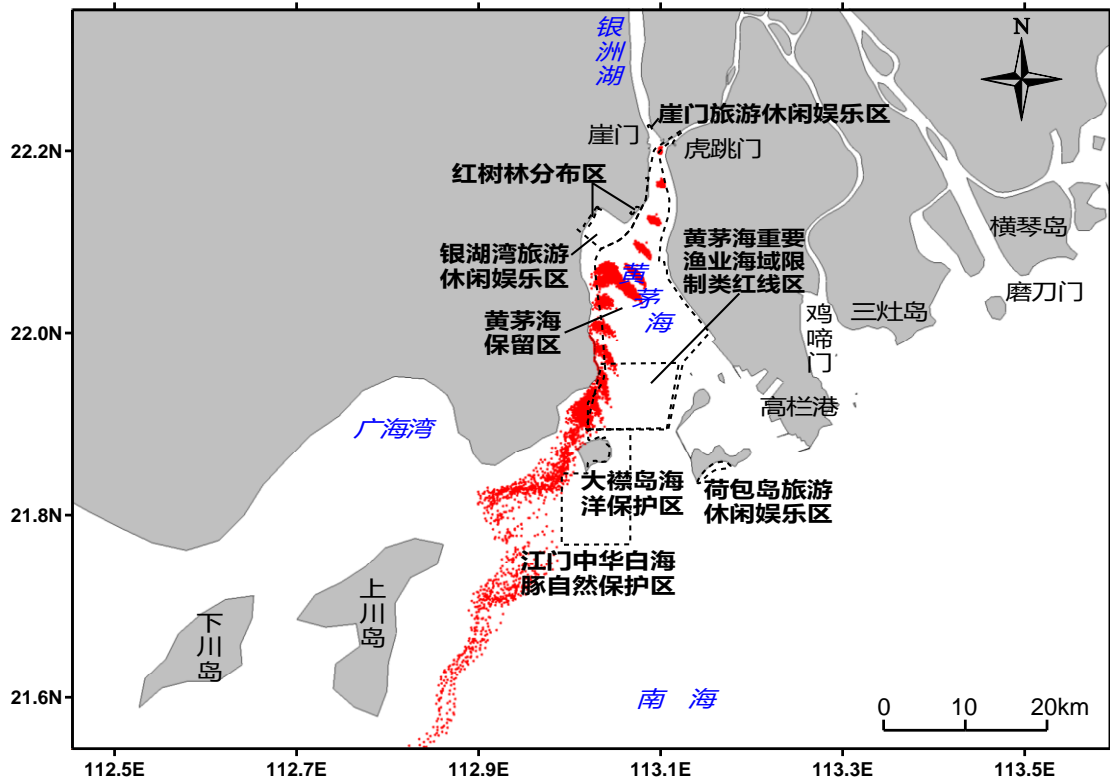 银
洲
湖
N
崖门旅游休闲娱乐区
崖门
虎跳门
22.2N
红树林分布区
银湖湾旅游
休闲娱乐区
黄茅海重要
渔业海域限
制类红线区
横琴岛
磨刀门
黄
茅
海
22.0N
黄茅海
保留区
鸡
啼
门
三灶岛
高栏港
广海湾
21.8N
大襟岛海
洋保护区
荷包岛旅游
休闲娱乐区
江门中华白海
豚自然保护区
上
川
岛
下
川
岛
21.6N
南 海
0 10 20km
112.5E 112.7E 112.9E 113.1E 113.3E 113.5E